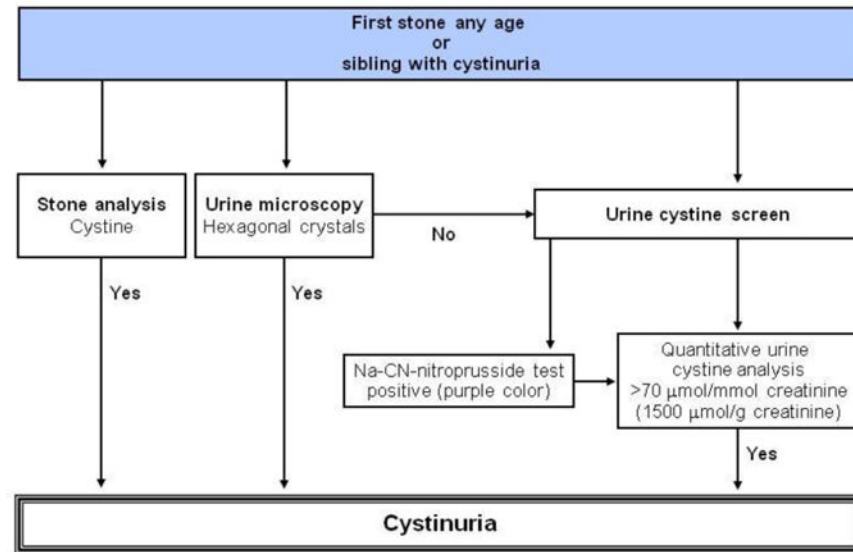 First stone any age
or
sibling with cystinuria
Stone analysis
Cystine
Urine microscopy
Hexagonal crystals
No
Urine cystine screen
Yes
Yes
Na-CN-nitroprusside test
positive (purple color)
Quantitative urine
cystine analysis
>70 μmol/mmol creatinine
(1500 μmol/g creatinine)
Yes
Cystinuria